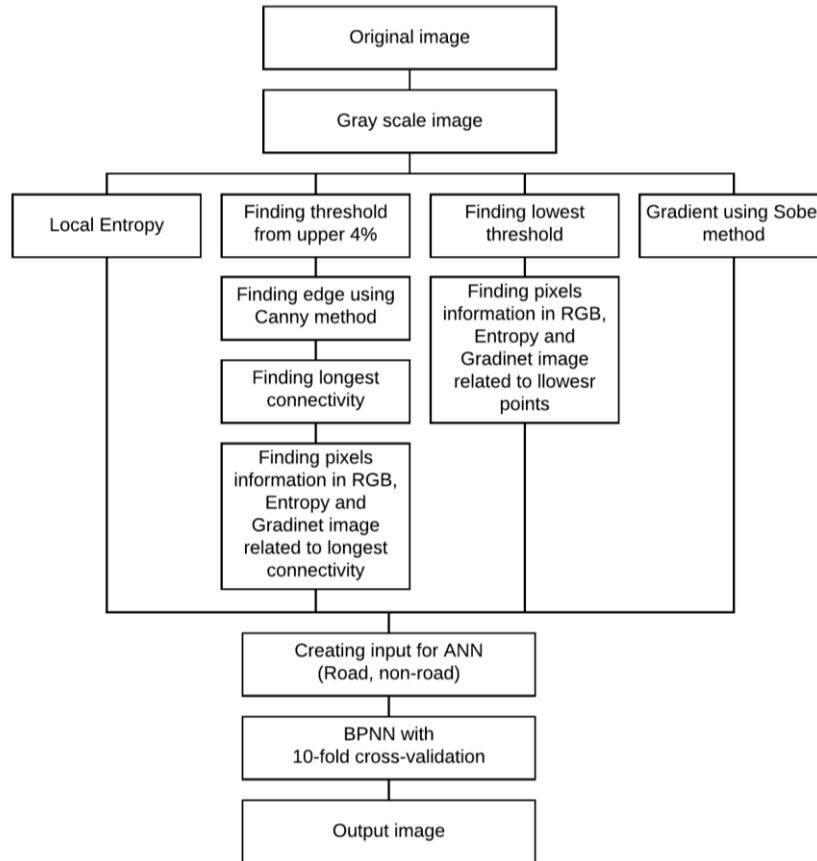 Original image
Gray scale image
Local Entropy
Finding threshold
from upper 4%
Finding edge using
Canny method
Finding longest
connectivity
Finding pixels
information in RGB,
Entropy and
Gradinet image
related to longest
connectivity
Finding lowest
threshold
Finding pixels
information in RGB,
Entropy and
Gradinet image
related to llowesr
points
Gradient using Sobe
method
Creating input for ANN
(Road, non-road)
BPNN with
10-fold cross-validation
Output image